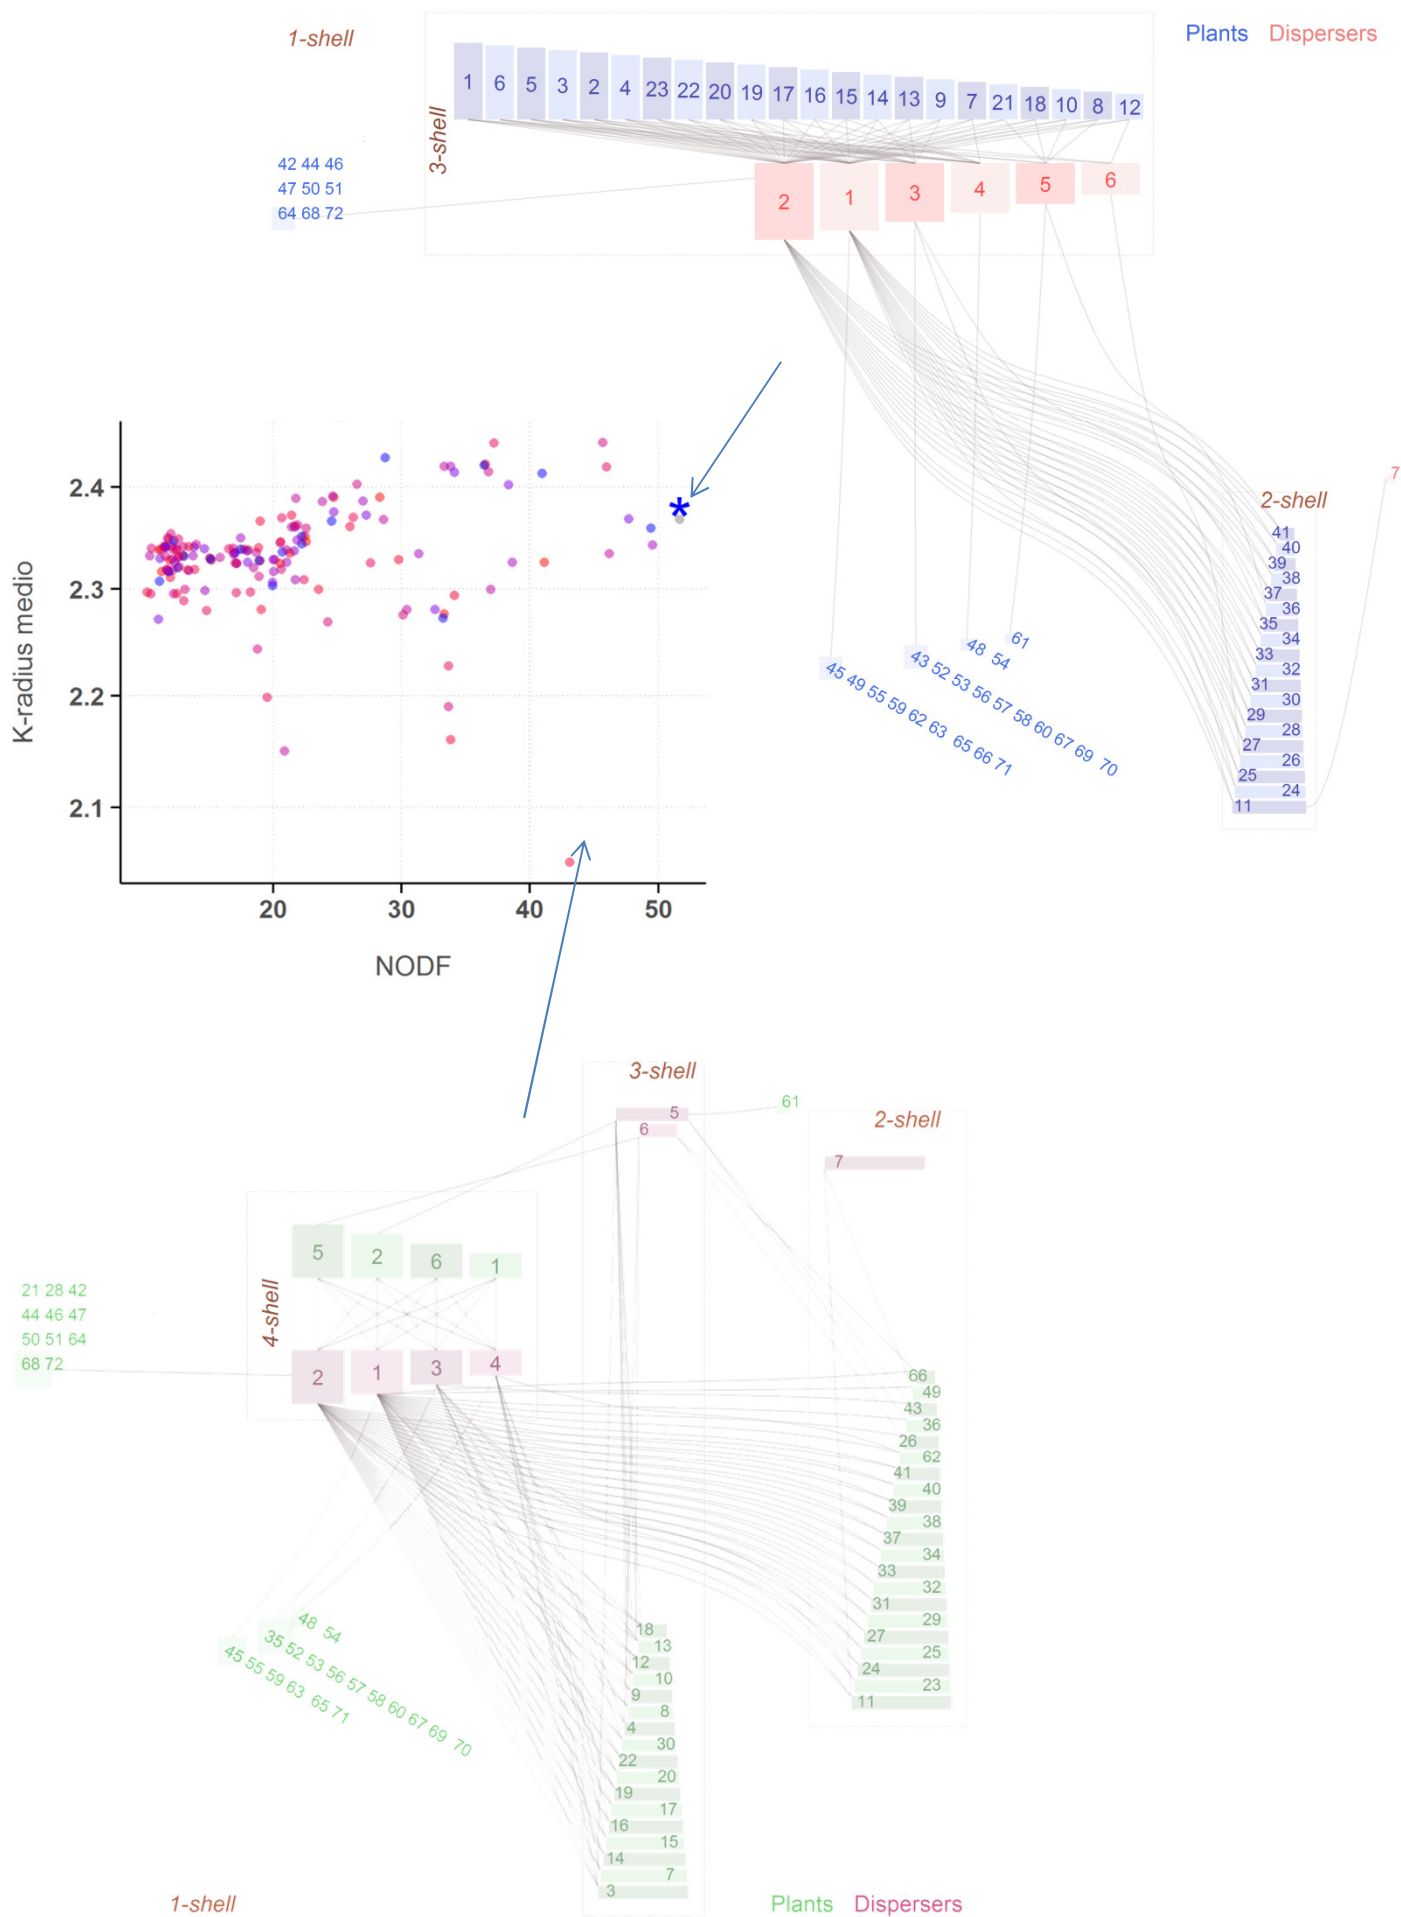 1-shell
Plants Dispersers
3-shell
1 6 5 3 2 4 23 22 20 19 17 16 15 14 13 9 7 21 18 10 8 12
42 44 46
47 50 51
64 68 72
2 1 3 4 5 6
7
2-shell
41
40
39
38
37
36
35
34
33
32
31
30
29
28
27
26
25
24
11
61
48 54
43 52 53 56 57 58 60 67 69 70
45 49 55 59 62 63 65 66 71
K-radius medio
2.4
2.3
2.2
2.1
*
20 30 40 50
NODF
3-shell
5
6
61
2-shell
7
4-shell
5 2 6 1
2 1 3 4
21 28 42
44 46 47
50 51 64
68 72
66
49
43
36
26
62
41
40
39
38
37
34
33
32
31
29
27
25
24
23
11
48 54
35 52 53 56 57 58 60 67 69 70
45 55 59 63 65 71
18
13
12
10
9
8
4
30
22
20
19
17
16
15
14
7
3
1-shell
Plants Dispersers